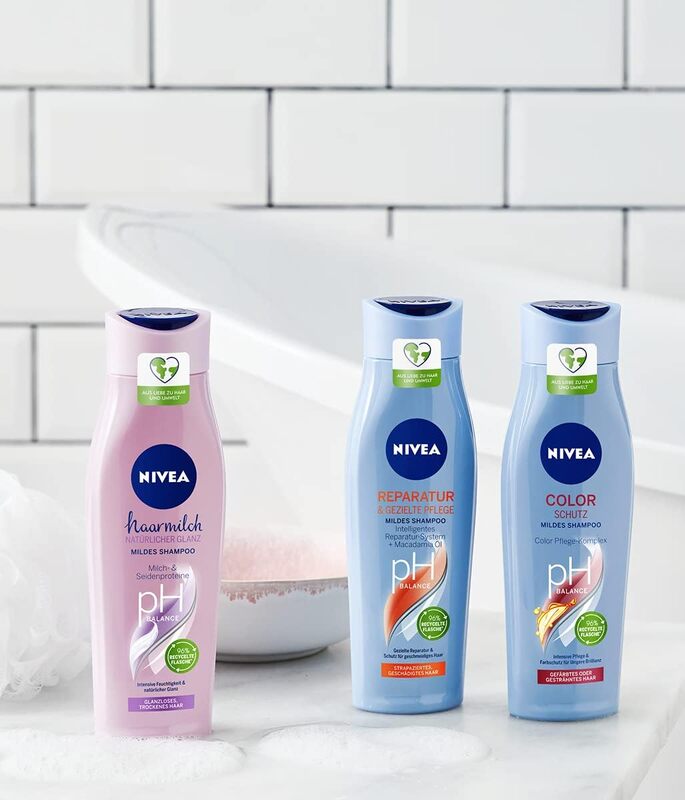 AUS LIEBE ZU HAAR
UND UMWELT
NIVEA
haarmilch
NATÜRLICHER GLANZ
MILDES SHAMPOO
Milch- &
Seidenproteine
pH
BALANCE
96%
RECYCELTE
FLASCHE*
Intensive Feuchtigkeit &
natürlicher Glanz
GLANZLOSES,
TROCKENES HAAR
AUS LIEBE ZU HAAR
UND UMWELT
NIVEA
REPARATUR
& GEZIELTE PFLEGE
MILDES SHAMPOO
Intelligentes
Reparatur-System
+ Macadamia Öl
pH
BALANCE
96%
RECYCELTE
FLASCHE*
Gezielte Reparatur &
Schutz für geschmeidiges Haar
STRAPAZIERTES,
GESCHÄDIGTES HAAR
AUS LIEBE ZU HAAR
UND UMWELT
NIVEA
COLOR
SCHUTZ
MILDES SHAMPOO
Color Pflege-Komplex
pH
BALANCE
96%
RECYCELTE
FLASCHE*
Intensive Pflege &
Farbschutz für längere Brillanz
GEFÄRBTES ODER
GESTRÄHNTES HAAR